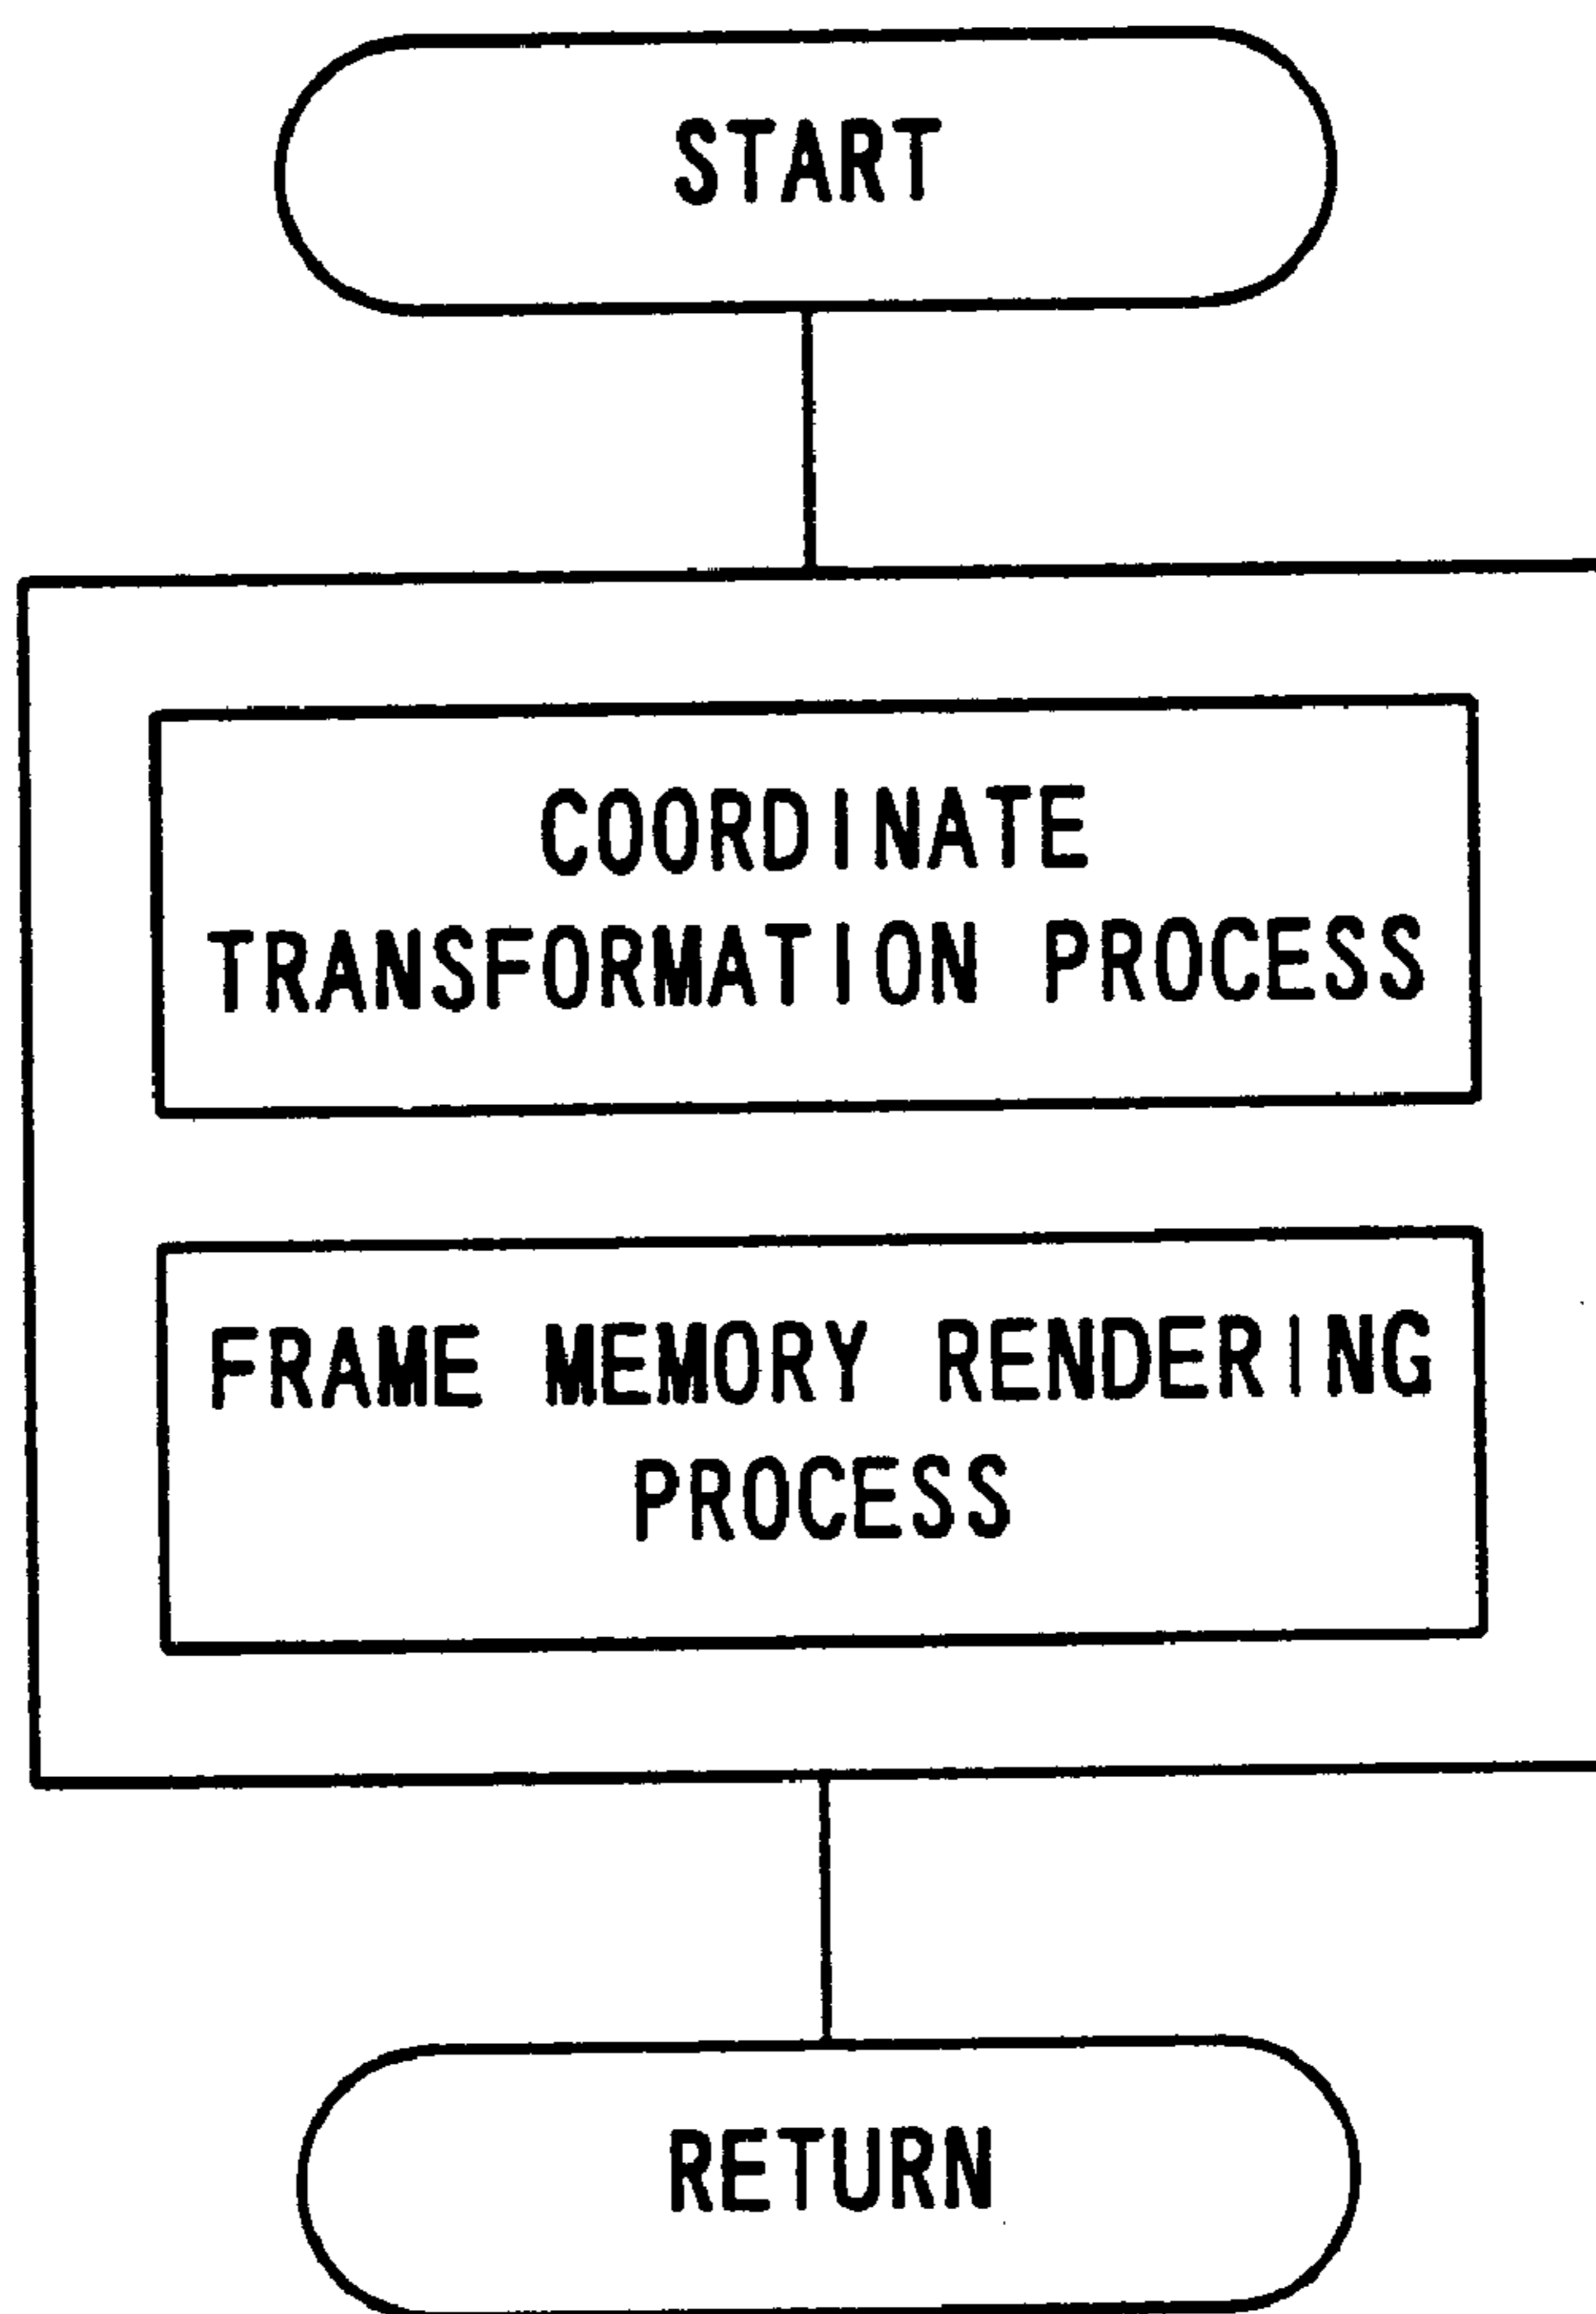 START
COORDINATE
TRANSFORMATION PROCESS
FRAME MEMORY RENDERING
PROCESS
RETURN